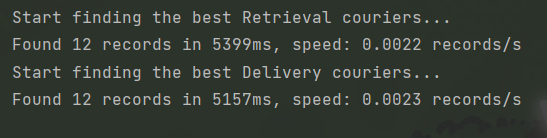 Start finding the best Retrieval couriers...
Found 12 records in 5399ms, speed: 0.0022 records/s
Start finding the best Delivery couriers...
Found 12 records in 5157ms, speed: 0.0023 records/s